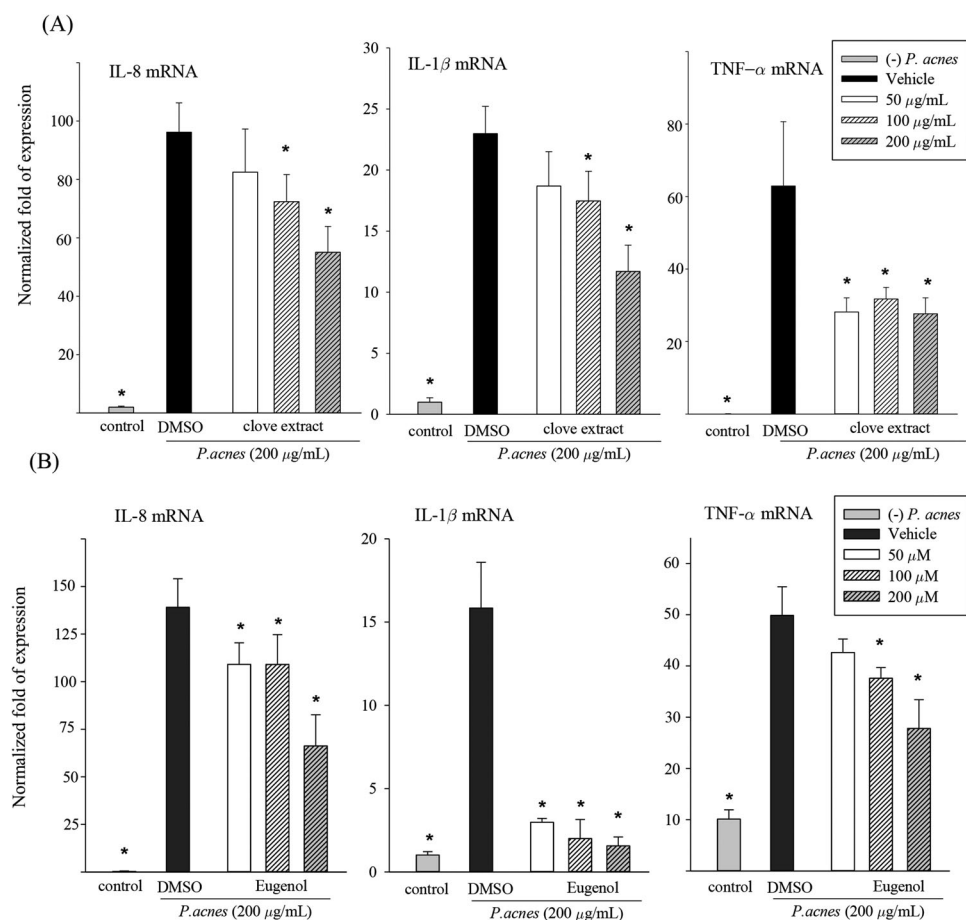 (A)
Normalized fold of expression
IL-8 mRNA
100
80
60
40
20
*
*
*
control DMSO clove extract
P.acnes (200 µg/mL)
IL-1β mRNA
30
25
20
15
10
5
0
*
*
*
control DMSO clove extract
P.acnes (200 µg/mL)
TNF−α mRNA
80
60
40
20
*
*
*
*
control DMSO clove extract
P.acnes (200 µg/mL)
(-) P. acnes
Vehicle
50 µg/mL
100 µg/mL
200 µg/mL
(B)
Normalized fold of expression
IL-8 mRNA
150
125
100
75
50
25
*
*
*
*
control DMSO Eugenol
P.acnes (200 µg/mL)
IL-1β mRNA
20
16
12
8
4
0
*
*
*
*
control DMSO Eugenol
P.acnes (200 µg/mL)
TNF-α mRNA
60
50
40
30
20
10
*
*
*
control DMSO Eugenol
P.acnes (200 µg/mL)
(-) P. acnes
Vehicle
50 µM
100 µM
200 µM